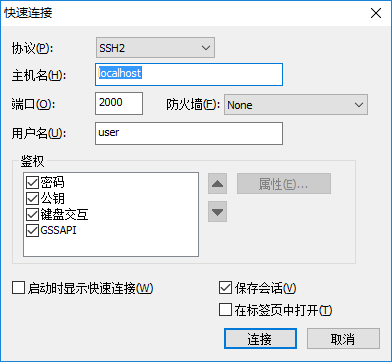 快速连接
协议(P): SSH2
主机名(H): localhost
端口(O): 2000 防火墙(F): None
用户名(U): user
鉴权
密码
公钥 属性(E)...
键盘交互
GSSAPI
启动时显示快速连接(W) 保存会话(V)
在标签页中打开(T)
连接 取消